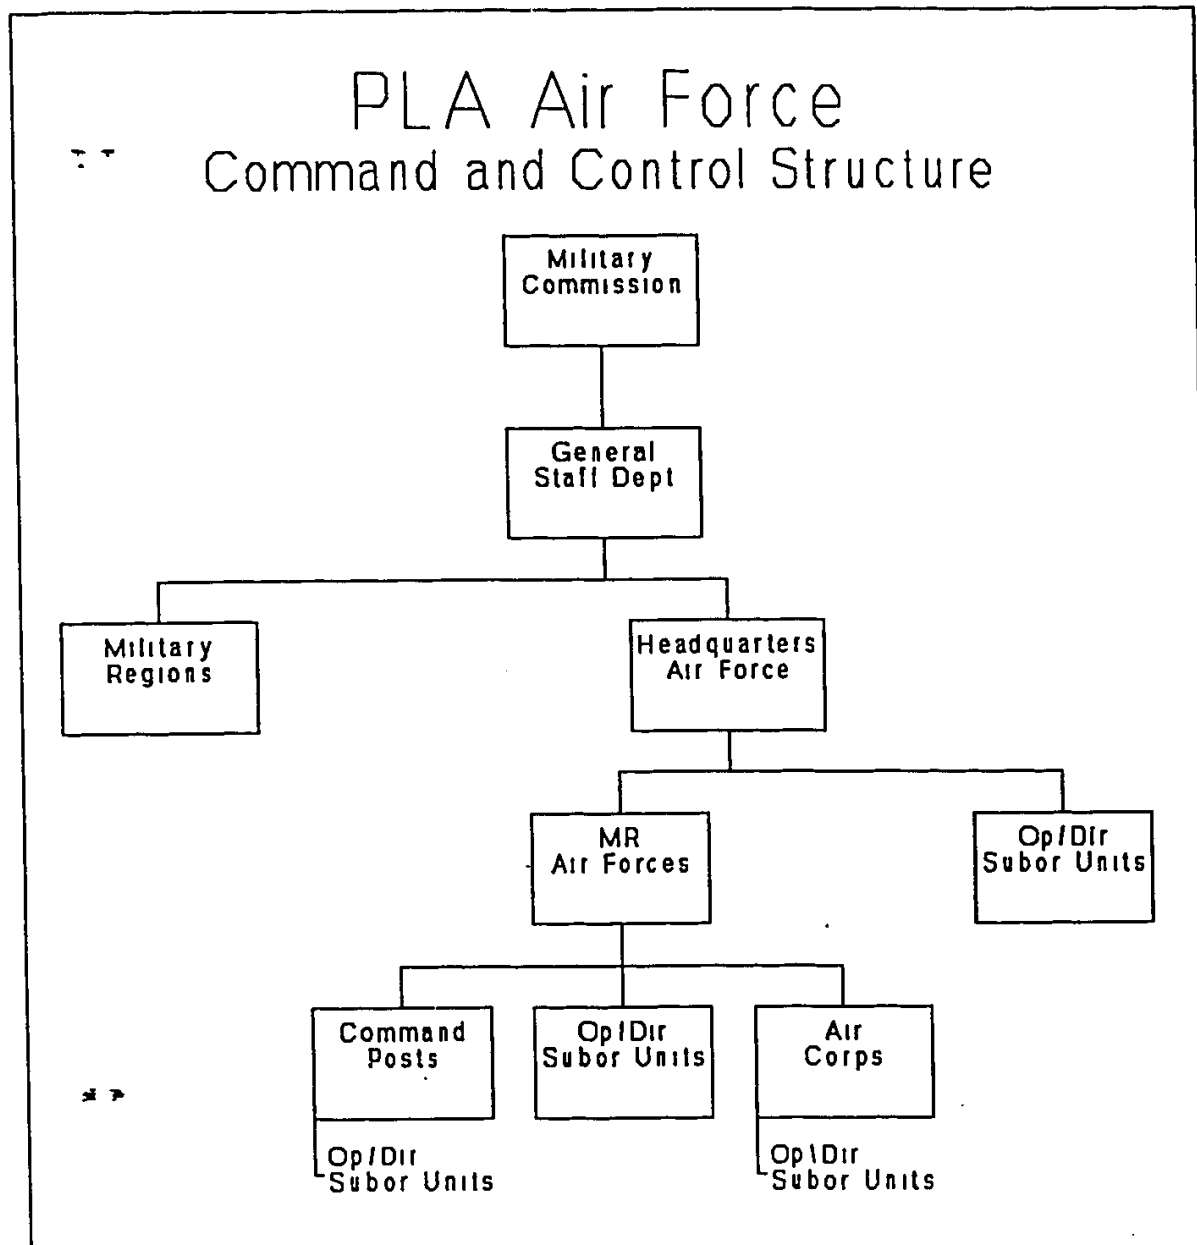 PLA Air Force
Command and Control Structure
Military
Commission
General
Staff Dept
Military
Regions
Headquarters
Air Force
MR
Air Forces
Op/Dir
Subor Units
Command
Posts
Op/Dir
Subor Units
Air
Corps
Op/Dir
Subor Units
Op\Dir
Subor Units